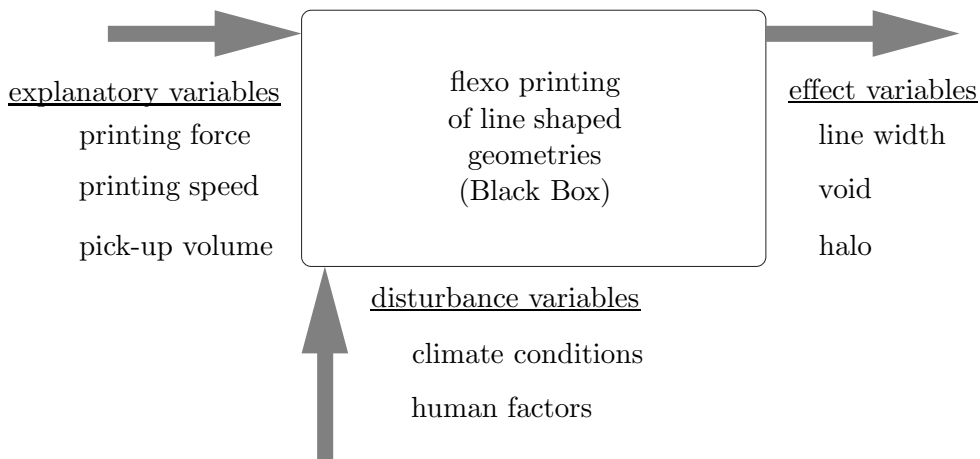 explanatory variables
printing force
printing speed
pick-up volume
flexo printing
of line shaped
geometries
(Black Box)
effect variables
line width
void
halo
disturbance variables
climate conditions
human factors